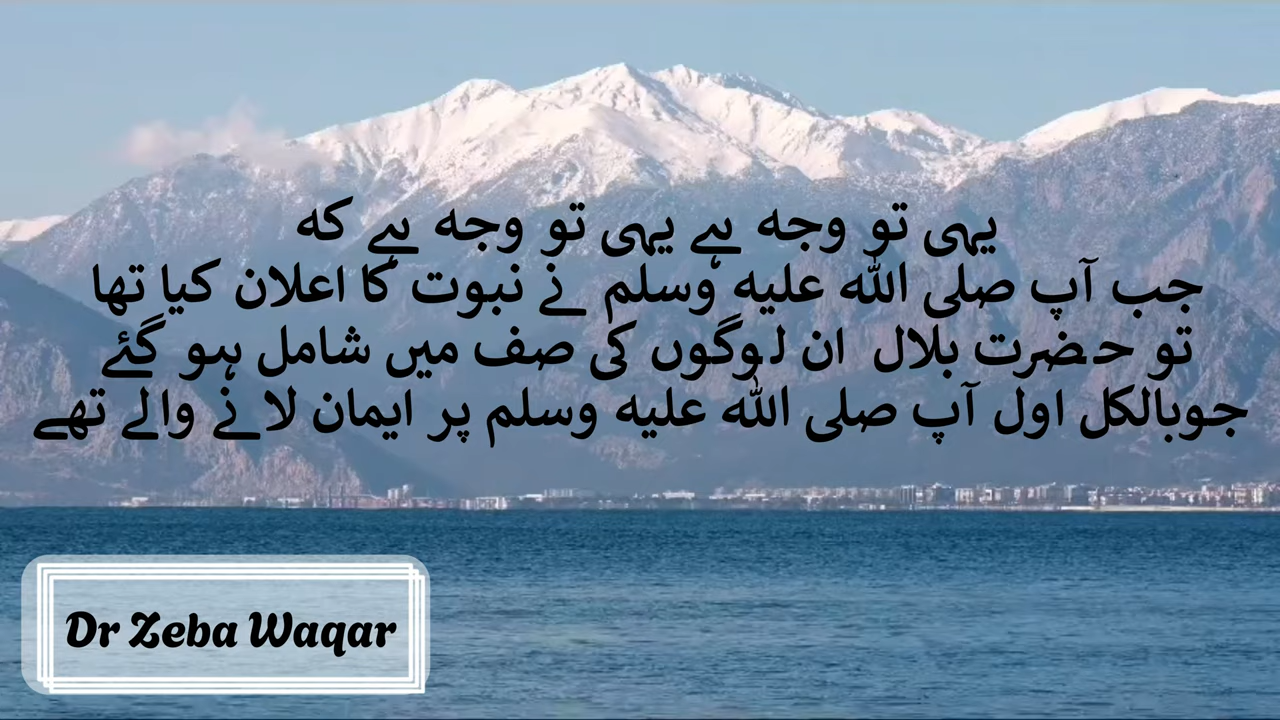 یہی تو وجہ ہے یہی تو وجہ ہے کہ
جب آپ صلی اللہ علیہ وسلم نے نبوت کا اعلان کیا تھا
تو حضرت بلال ان لوگوں کی صف میں شامل ہو گئے
جوبالکل اول آپ صلی اللہ علیہ وسلم پر ایمان لانے والے تھے
Dr Zeba Waqar